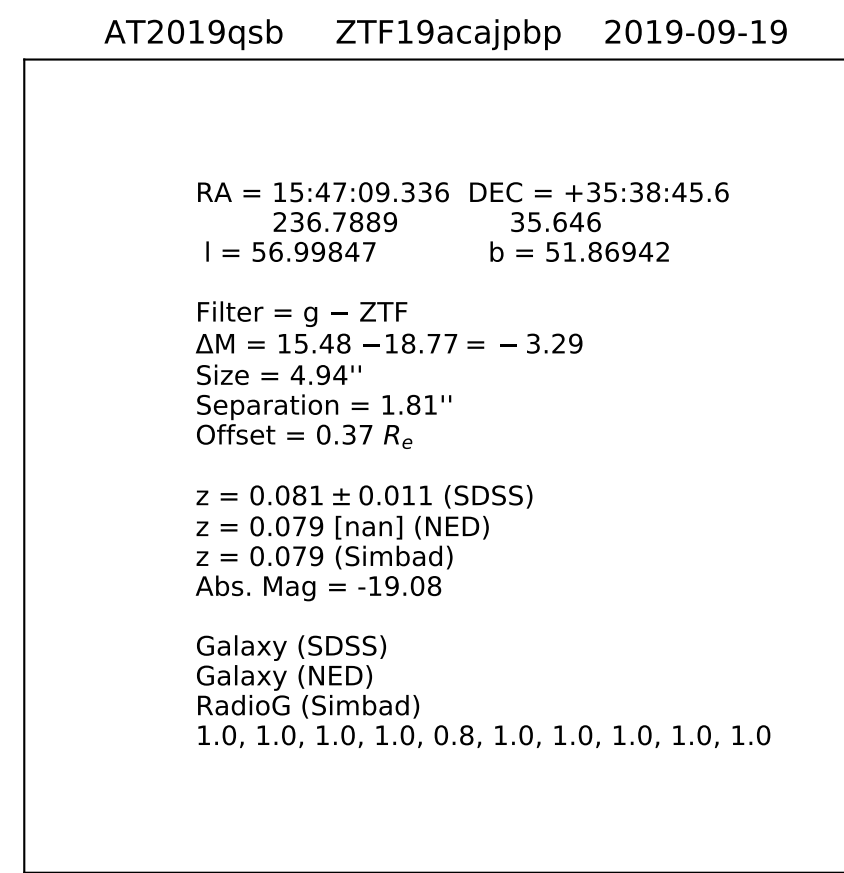 AT2019qsb ZTF19acajpbp 2019-09-19
RA = 15:47:09.336 DEC = +35:38:45.6
236.7889 35.646
l = 56.99847 b = 51.86942
Filter = g − ZTF
ΔM = 15.48 −18.77 = − 3.29
Size = 4.94''
Separation = 1.81''
Offset = 0.37 Re
z = 0.081 ± 0.011 (SDSS)
z = 0.079 [nan] (NED)
z = 0.079 (Simbad)
Abs. Mag = -19.08
Galaxy (SDSS)
Galaxy (NED)
RadioG (Simbad)
1.0, 1.0, 1.0, 1.0, 0.8, 1.0, 1.0, 1.0, 1.0, 1.0